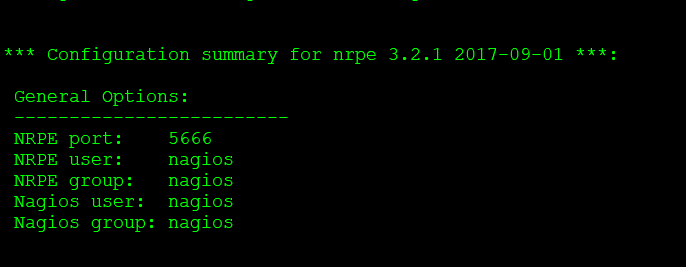 *** Configuration summary for nrpe 3.2.1 2017-09-01 ***:
General Options:
-------------------------
NRPE port:    5666
NRPE user:    nagios
NRPE group:   nagios
Nagios user:  nagios
Nagios group: nagios